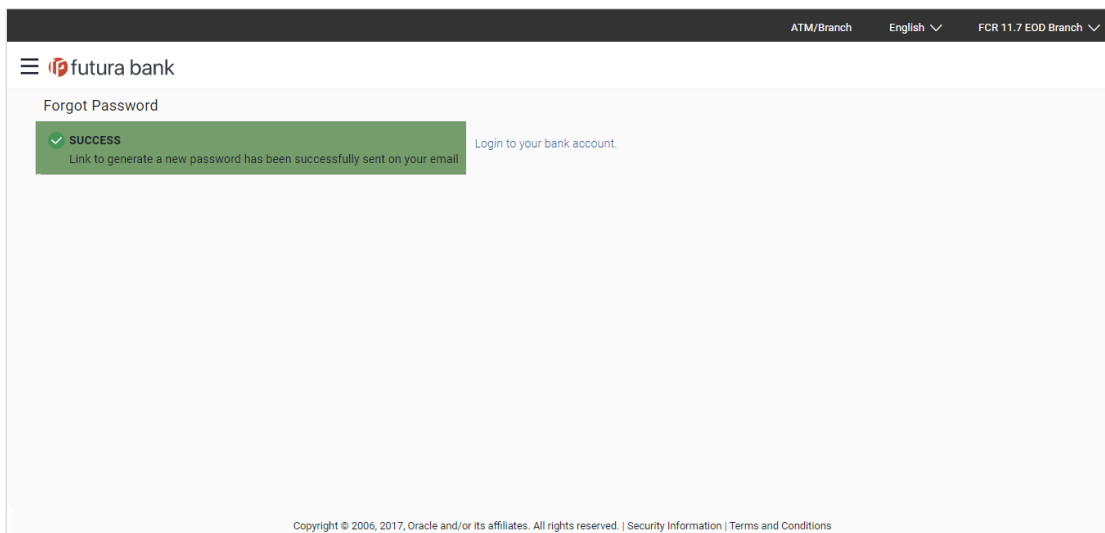 ATM/Branch English FCR 11.7 EOD Branch
futura bank
Forgot Password
SUCCESS
Link to generate a new password has been successfully sent on your email
Login to your bank account.
Copyright © 2006, 2017, Oracle and/or its affiliates. All rights reserved. | Security Information | Terms and Conditions